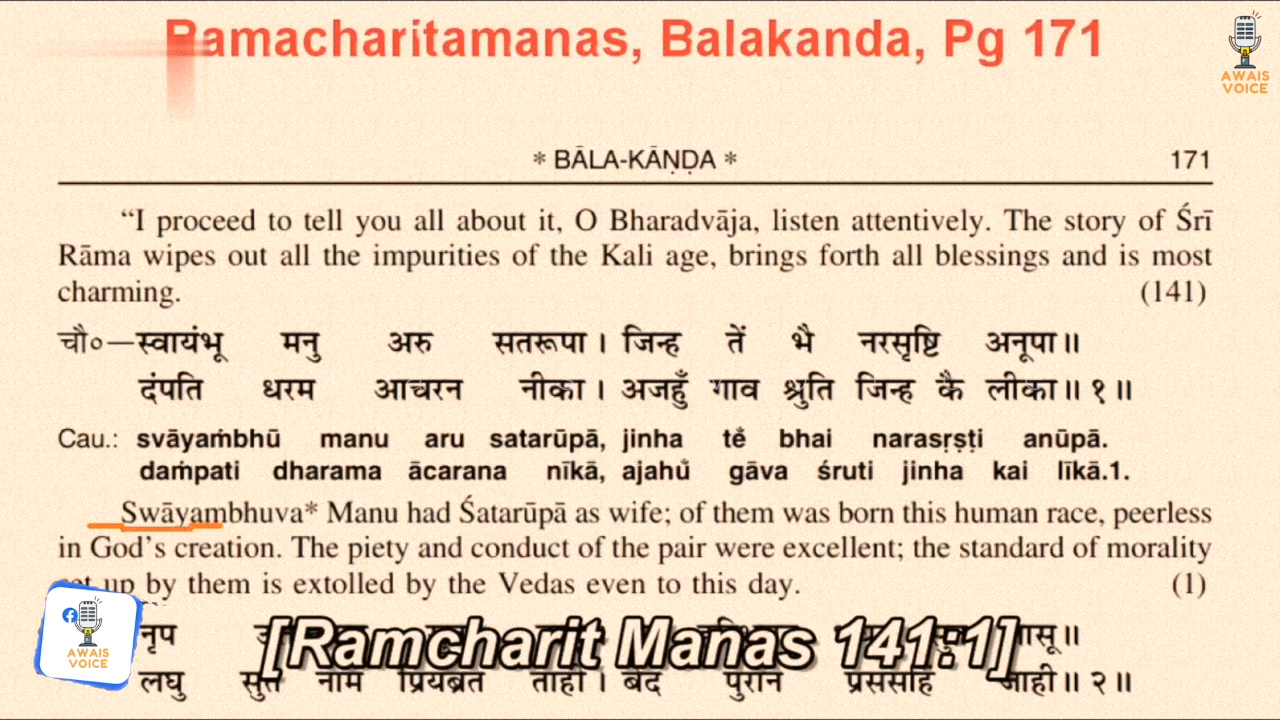 Ramacharitamanas, Balakanda, Pg 171
AWAIS
VOICE
* BĀLA-KĀṆḌA * 171
“I proceed to tell you all about it, O Bharadvāja, listen attentively. The story of Śrī
Rāma wipes out all the impurities of the Kali age, brings forth all blessings and is most
charming. (141)
चौ०—स्वायंभू मनु अरु सतरूपा। जिन्ह तें भै नरसृष्टि अनूपा॥
दंपति धरम आचरन नीका। अजहुँ गाव श्रुति जिन्ह कै लीका॥ १॥
Cau.: svāyaṁbhū manu aru satarūpā, jinha tẽ bhai narasṛṣṭi anūpā.
daṁpati dharama ācarana nīkā, ajahů gāva śruti jinha kai līkā.1.
Swāyambhuva* Manu had Śatarūpā as wife; of them was born this human race, peerless
in God’s creation. The piety and conduct of the pair were excellent; the standard of morality
up by them is extolled by the Vedas even to this day. (1)
नृप
[Ramcharit Manas 141:1]
लघु सुत नाम प्रियब्रत ताही। बेद पुरान प्रसंसहिं जाही॥ २॥
AWAIS
VOICE